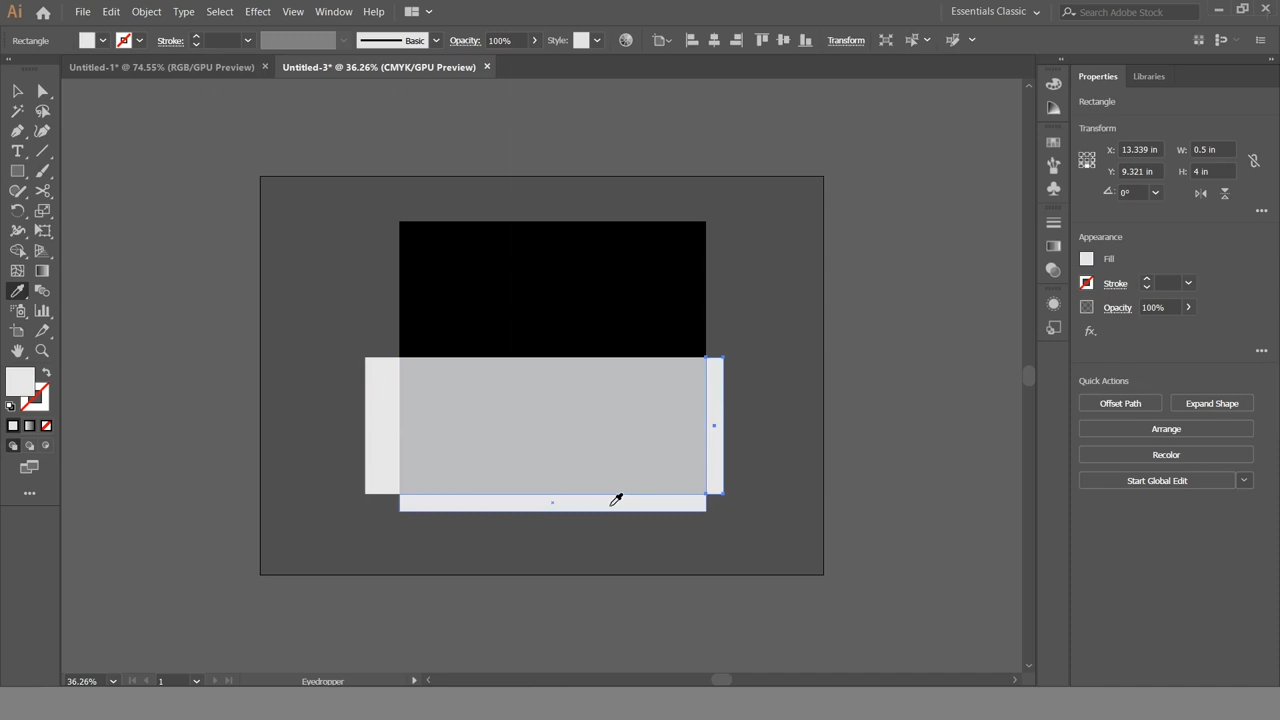 Ai File Edit Object Type Select Effect View Window Help Essentials Classic Search Adobe Stock
Rectangle Stroke: Basic Opacity: 100% Style: Transform
Untitled-1* @ 74.55% (RGB/GPU Preview) × Untitled-3* @ 36.26% (CMYK/GPU Preview) ×
Properties Libraries
Rectangle
Transform
X: 13.339 in W: 0.5 in
Y: 9.321 in H: 4 in
0°
Appearance
Fill
Stroke
Opacity 100%
fx.
Quick Actions
Offset Path Expand Shape
Arrange
Recolor
Start Global Edit
36.26% 1 Eyedropper